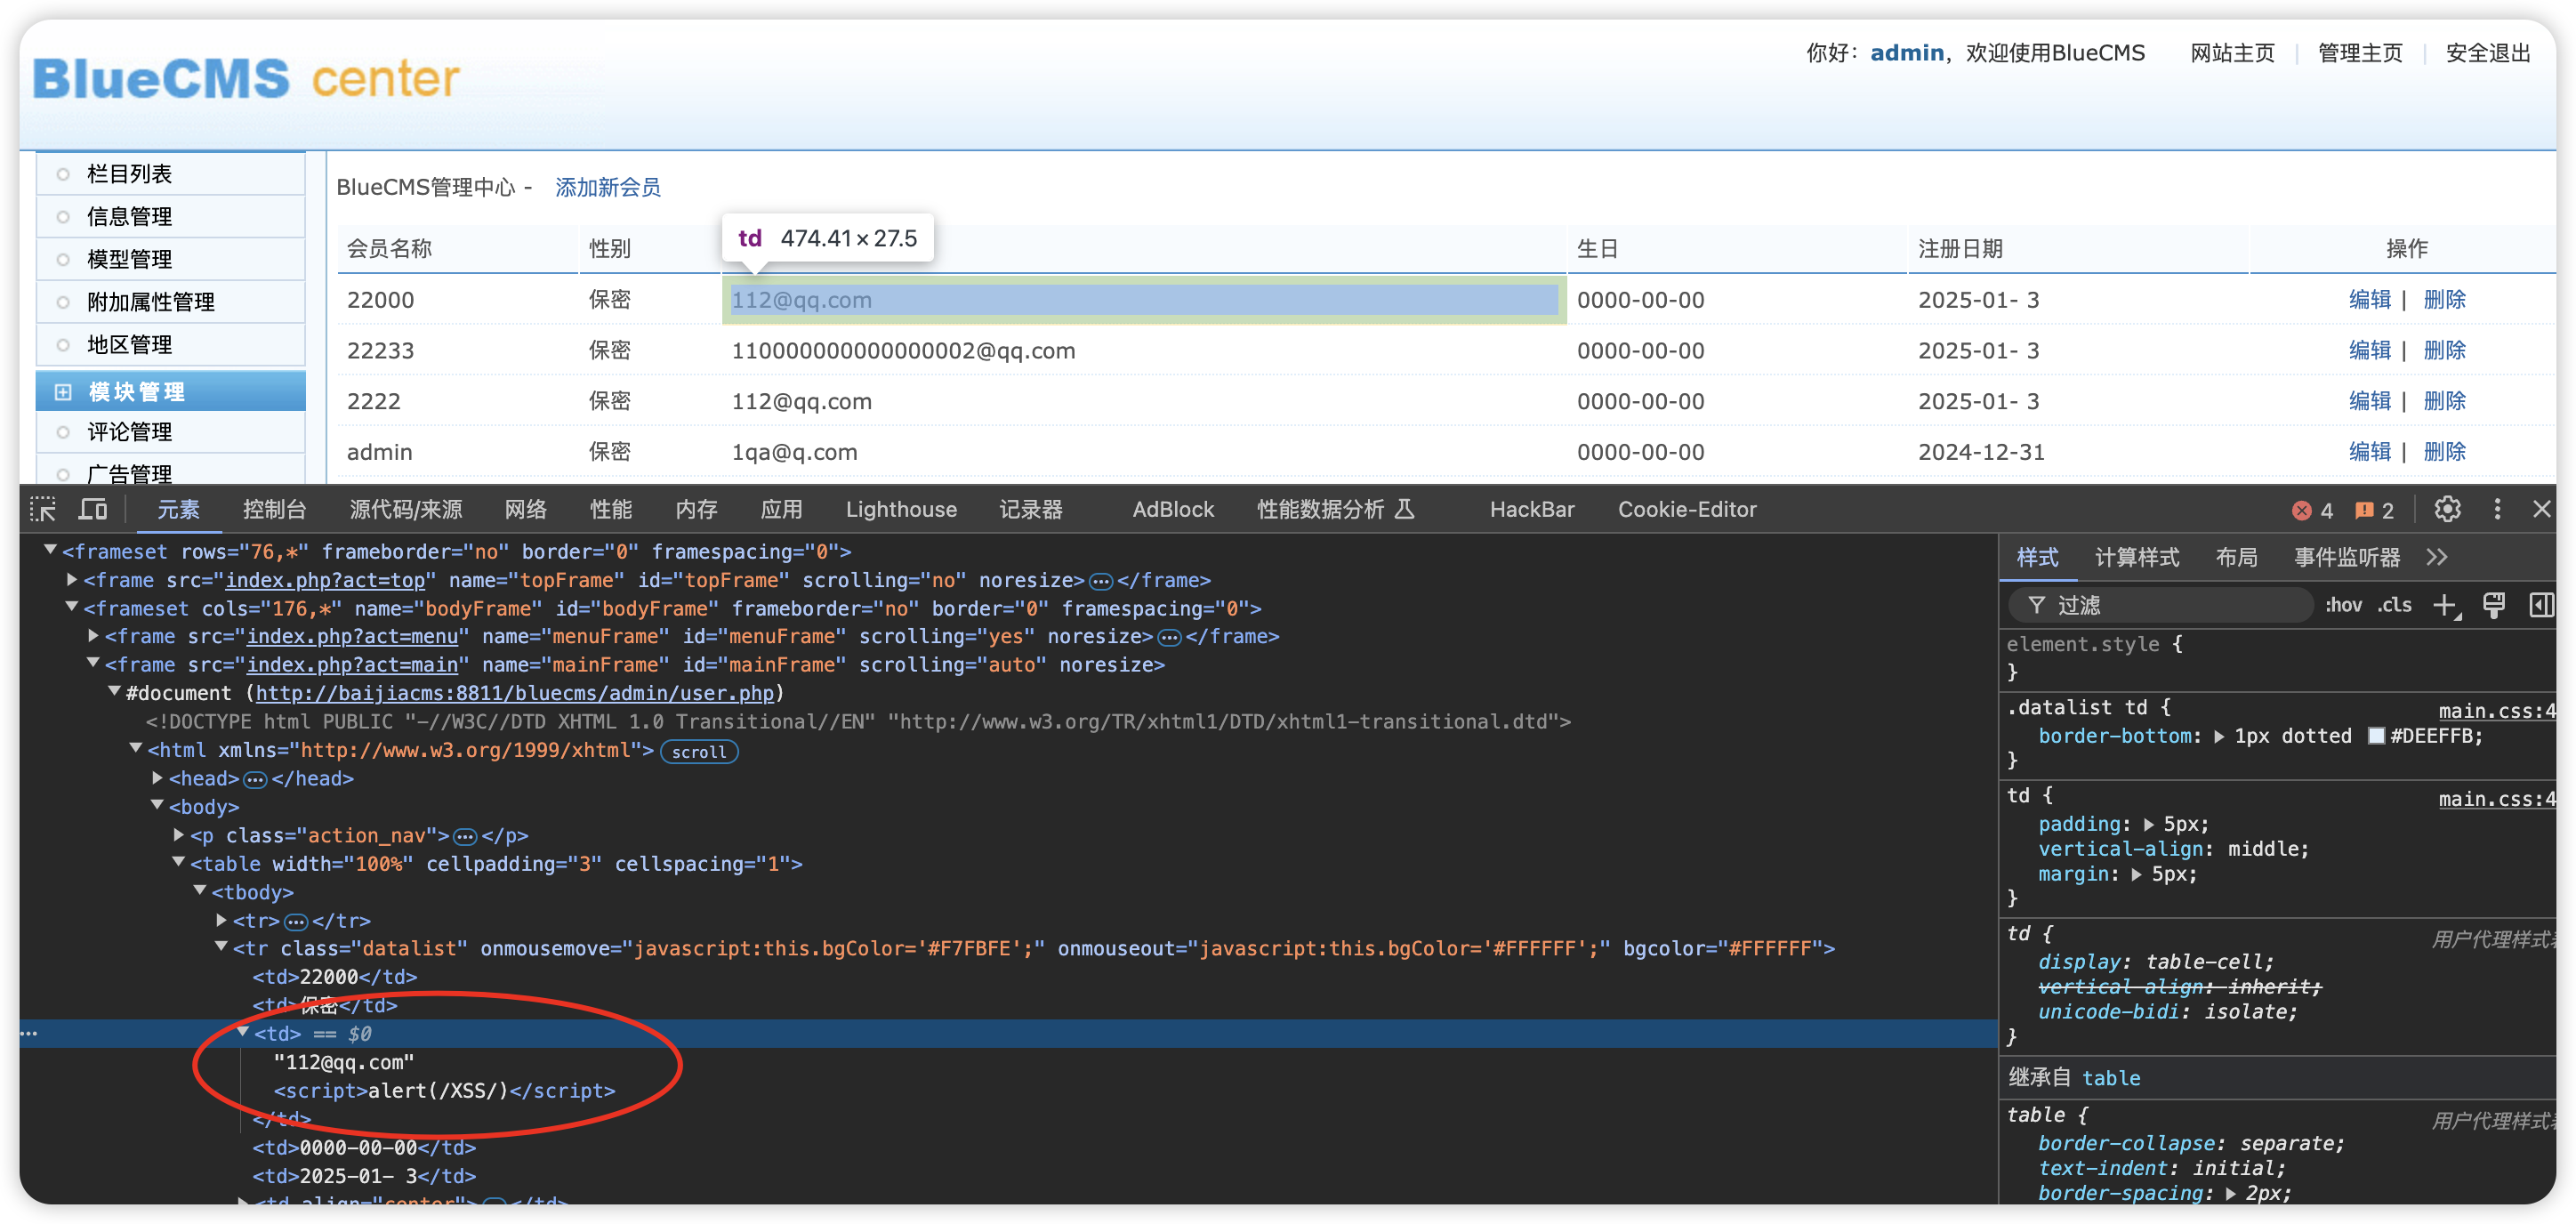 BlueCMS center
你好：admin，欢迎使用BlueCMS 网站主页 | 管理主页 | 安全退出
栏目列表
信息管理
模型管理
附加属性管理
地区管理
模块管理
评论管理
广告管理
BlueCMS管理中心 - 添加新会员
td 474.41×27.5
会员名称 性别 生日 注册日期 操作
22000 保密 112@qq.com 0000-00-00 2025-01- 3 编辑 | 删除
22233 保密 110000000000000002@qq.com 0000-00-00 2025-01- 3 编辑 | 删除
2222 保密 112@qq.com 0000-00-00 2025-01- 3 编辑 | 删除
admin 保密 1qa@q.com 0000-00-00 2024-12-31 编辑 | 删除
元素 控制台 源代码/来源 网络 性能 内存 应用 Lighthouse 记录器 AdBlock 性能数据分析 HackBar Cookie-Editor 4 2
<frameset rows="76,*" frameborder="no" border="0" framespacing="0">
<frame src="index.php?act=top" name="topFrame" id="topFrame" scrolling="no" noresize>…</frame>
<frameset cols="176,*" name="bodyFrame" id="bodyFrame" frameborder="no" border="0" framespacing="0">
<frame src="index.php?act=menu" name="menuFrame" id="menuFrame" scrolling="yes" noresize>…</frame>
<frame src="index.php?act=main" name="mainFrame" id="mainFrame" scrolling="auto" noresize>
#document (http://baijiacms:8811/bluecms/admin/user.php)
<!DOCTYPE html PUBLIC "-//W3C//DTD XHTML 1.0 Transitional//EN" "http://www.w3.org/TR/xhtml1/DTD/xhtml1-transitional.dtd">
<html xmlns="http://www.w3.org/1999/xhtml"> scroll
<head>…</head>
<body>
<p class="action_nav">…</p>
<table width="100%" cellpadding="3" cellspacing="1">
<tbody>
<tr>…</tr>
<tr class="datalist" onmousemove="javascript:this.bgColor='#F7FBFE';" onmouseout="javascript:this.bgColor='#FFFFFF';" bgcolor="#FFFFFF">
<td>22000</td>
<td>保密</td>
… <td> == $0
"112@qq.com"
<script>alert(/XSS/)</script>
</td>
<td>0000-00-00</td>
<td>2025-01- 3</td>
<td align="center">…</td>
样式 计算样式 布局 事件监听器
过滤 :hov .cls
element.style {
}
.datalist td { main.css:4
border-bottom: 1px dotted #DEEFFB;
}
td { main.css:4
padding: 5px;
vertical-align: middle;
margin: 5px;
}
td { 用户代理样式
display: table-cell;
vertical-align: inherit;
unicode-bidi: isolate;
}
继承自 table
table { 用户代理样式
border-collapse: separate;
text-indent: initial;
border-spacing: 2px;